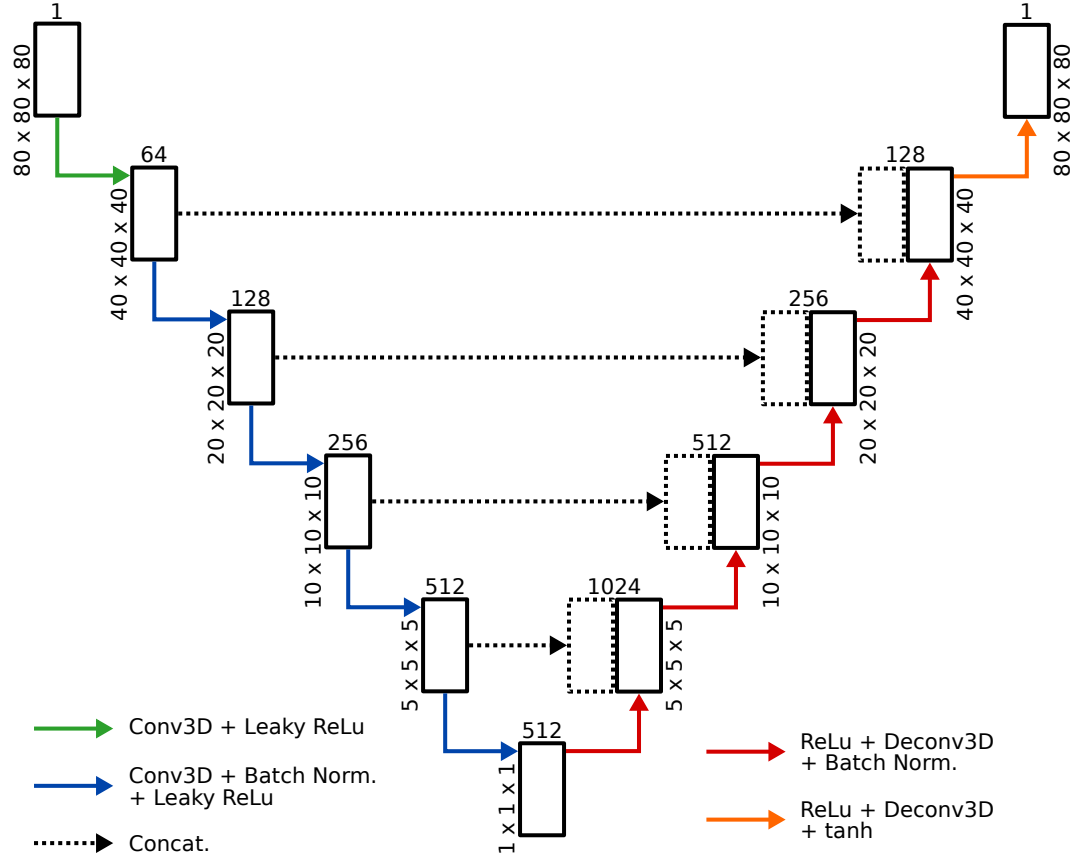 1
1
80 x 80 x 80
80 x 80 x 80
64
128
40 x 40 x 40
40 x 40 x 40
128
256
20 x 20 x 20
20 x 20 x 20
256
512
10 x 10 x 10
10 x 10 x 10
512
1024
5 x 5 x 5
5 x 5 x 5
512
1 x 1 x 1
Conv3D + Leaky ReLu
Conv3D + Batch Norm.
+ Leaky ReLu
Concat.
ReLu + Deconv3D
+ Batch Norm.
ReLu + Deconv3D
+ tanh